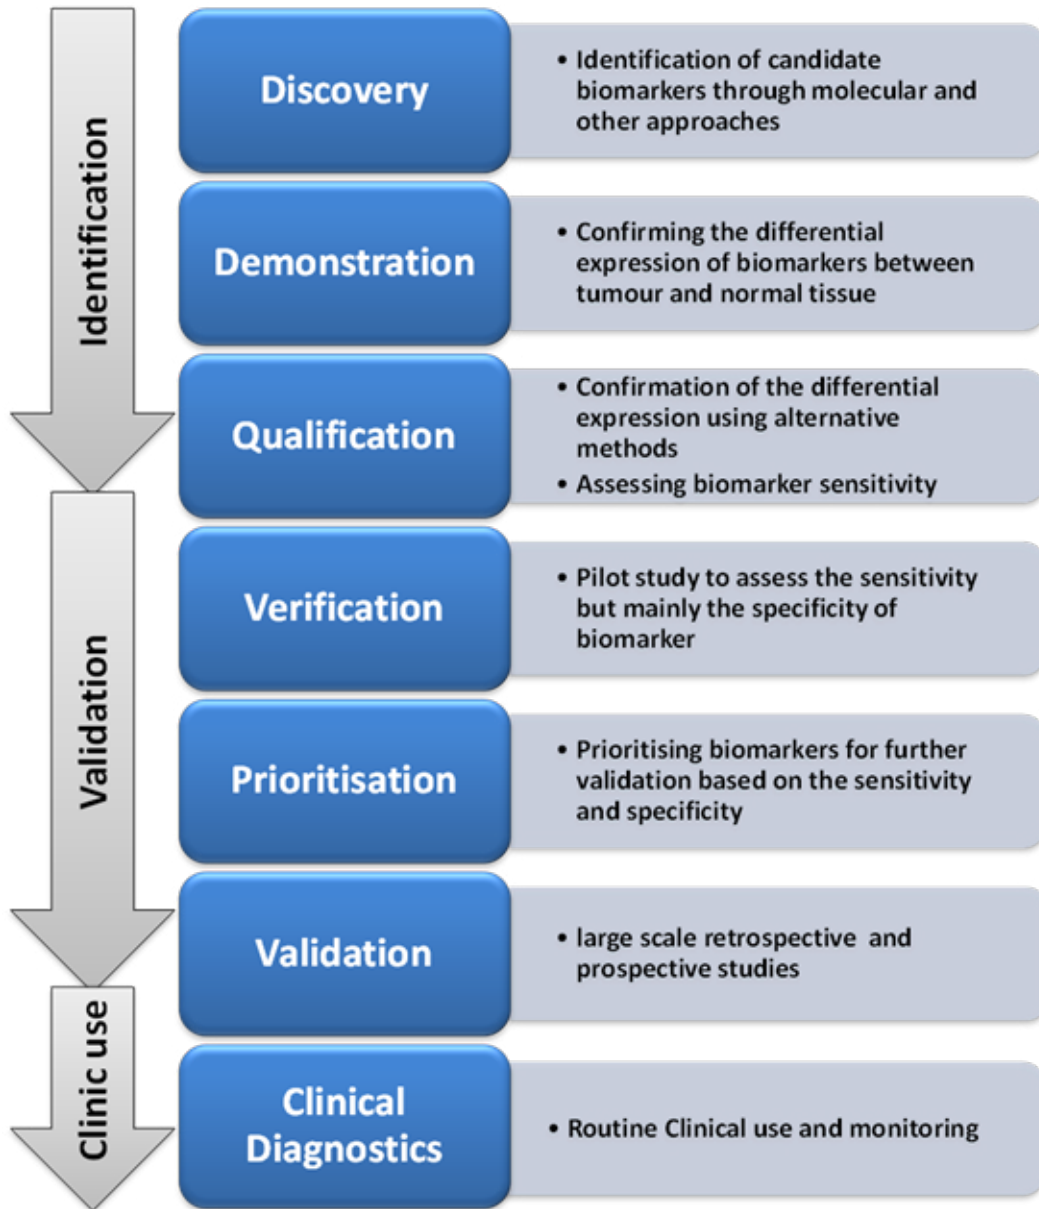 Identification
Discovery
• Identification of candidate
biomarkers through molecular and
other approaches
Demonstration
• Confirming the differential
expression of biomarkers between
tumour and normal tissue
Qualification
• Confirmation of the differential
expression using alternative
methods
• Assessing biomarker sensitivity
Validation
Verification
• Pilot study to assess the sensitivity
but mainly the specificity of
biomarker
Prioritisation
• Prioritising biomarkers for further
validation based on the sensitivity
and specificity
Validation
• large scale retrospective and
prospective studies
Clinic use
Clinical
Diagnostics
• Routine Clinical use and monitoring